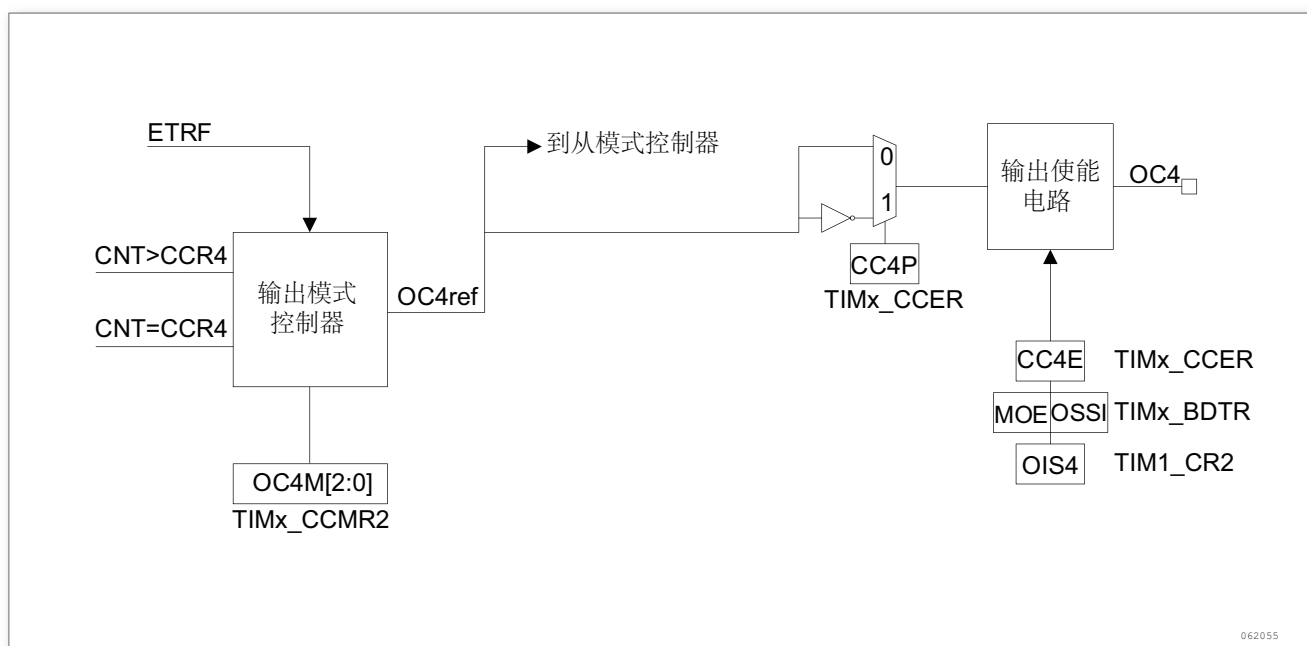 ETRF
到从模式控制器
0
1
输出使能
电路
OC4
CNT>CCR4
CNT=CCR4
输出模式
控制器
OC4ref
CC4P
TIMx_CCER
CC4E
TIMx_CCER
MOE
OSSI
TIMx_BDTR
OIS4
TIM1_CR2
OC4M[2:0]
TIMx_CCMR2
062055